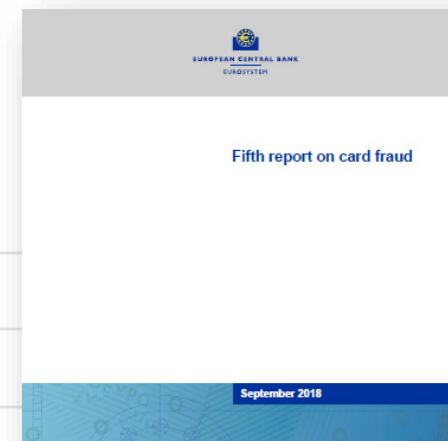 EUROPEAN CENTRAL BANK
EUROSYSTEM
Fifth report on card fraud
September 2018